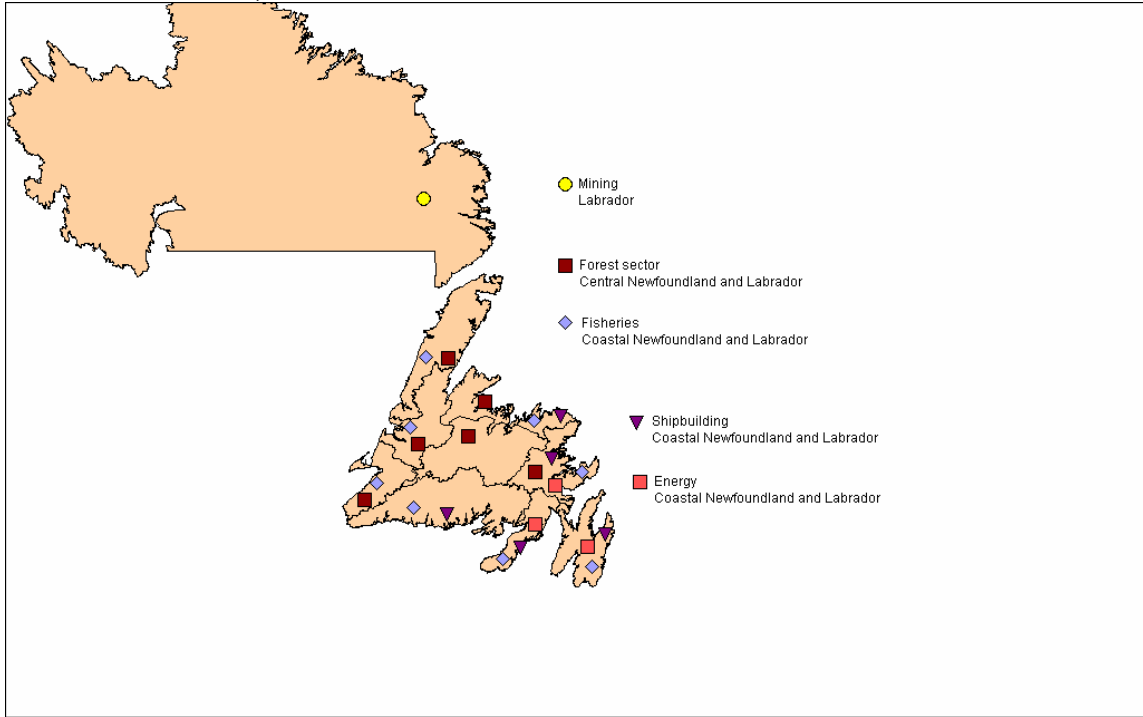 Mining
Labrador
Forest sector
Central Newfoundland and Labrador
Fisheries
Coastal Newfoundland and Labrador
Shipbuilding
Coastal Newfoundland and Labrador
Energy
Coastal Newfoundland and Labrador